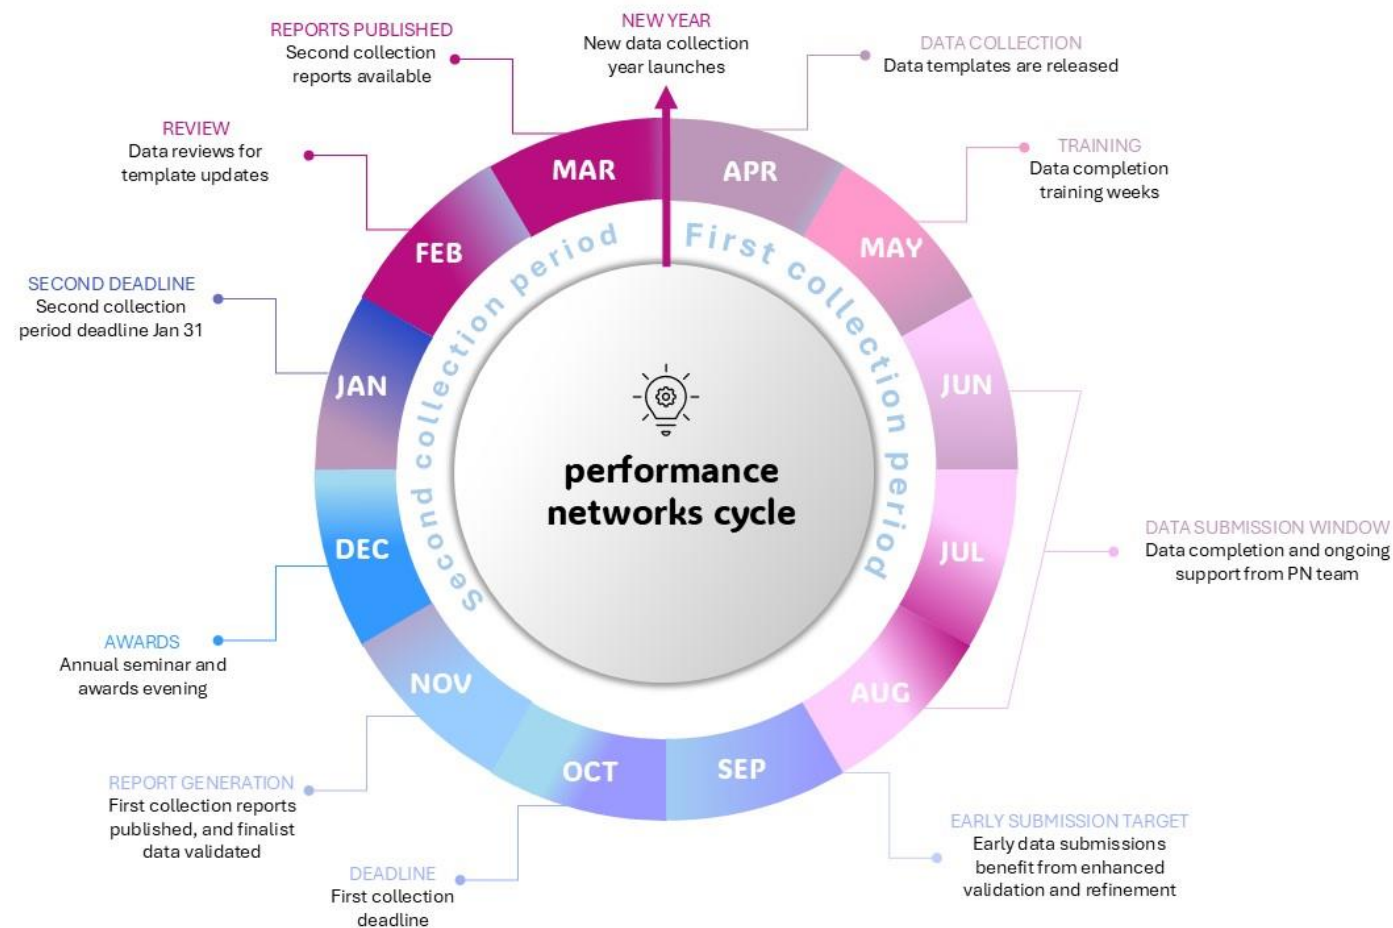 NEW YEAR
New data collection
year launches
DATA COLLECTION
Data templates are released
TRAINING
Data completion
training weeks
DATA SUBMISSION WINDOW
Data completion and ongoing
support from PN team
EARLY SUBMISSION TARGET
Early data submissions
benefit from enhanced
validation and refinement
DEADLINE
First collection
deadline
REPORT GENERATION
First collection reports
published, and finalist
data validated
AWARDS
Annual seminar and
awards evening
SECOND DEADLINE
Second collection
period deadline Jan 31
REVIEW
Data reviews for
template updates
REPORTS PUBLISHED
Second collection
reports available
APR
MAY
JUN
JUL
AUG
SEP
OCT
NOV
DEC
JAN
FEB
MAR
First collection period
Second collection period
performance
networks cycle